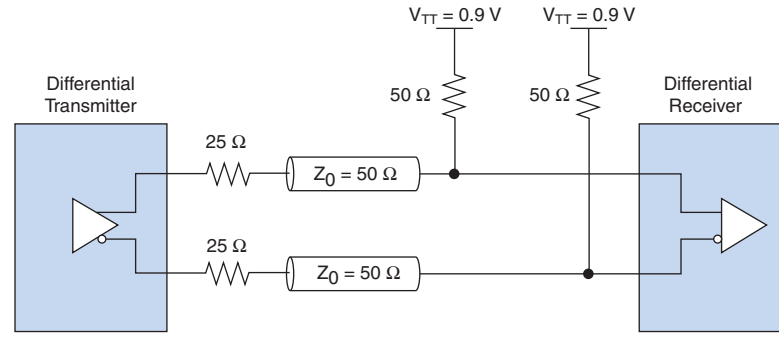 V_TT = 0.9 V
V_TT = 0.9 V
Differential
Transmitter
Differential
Receiver
50 Ω
50 Ω
25 Ω
Z_0 = 50 Ω
25 Ω
Z_0 = 50 Ω